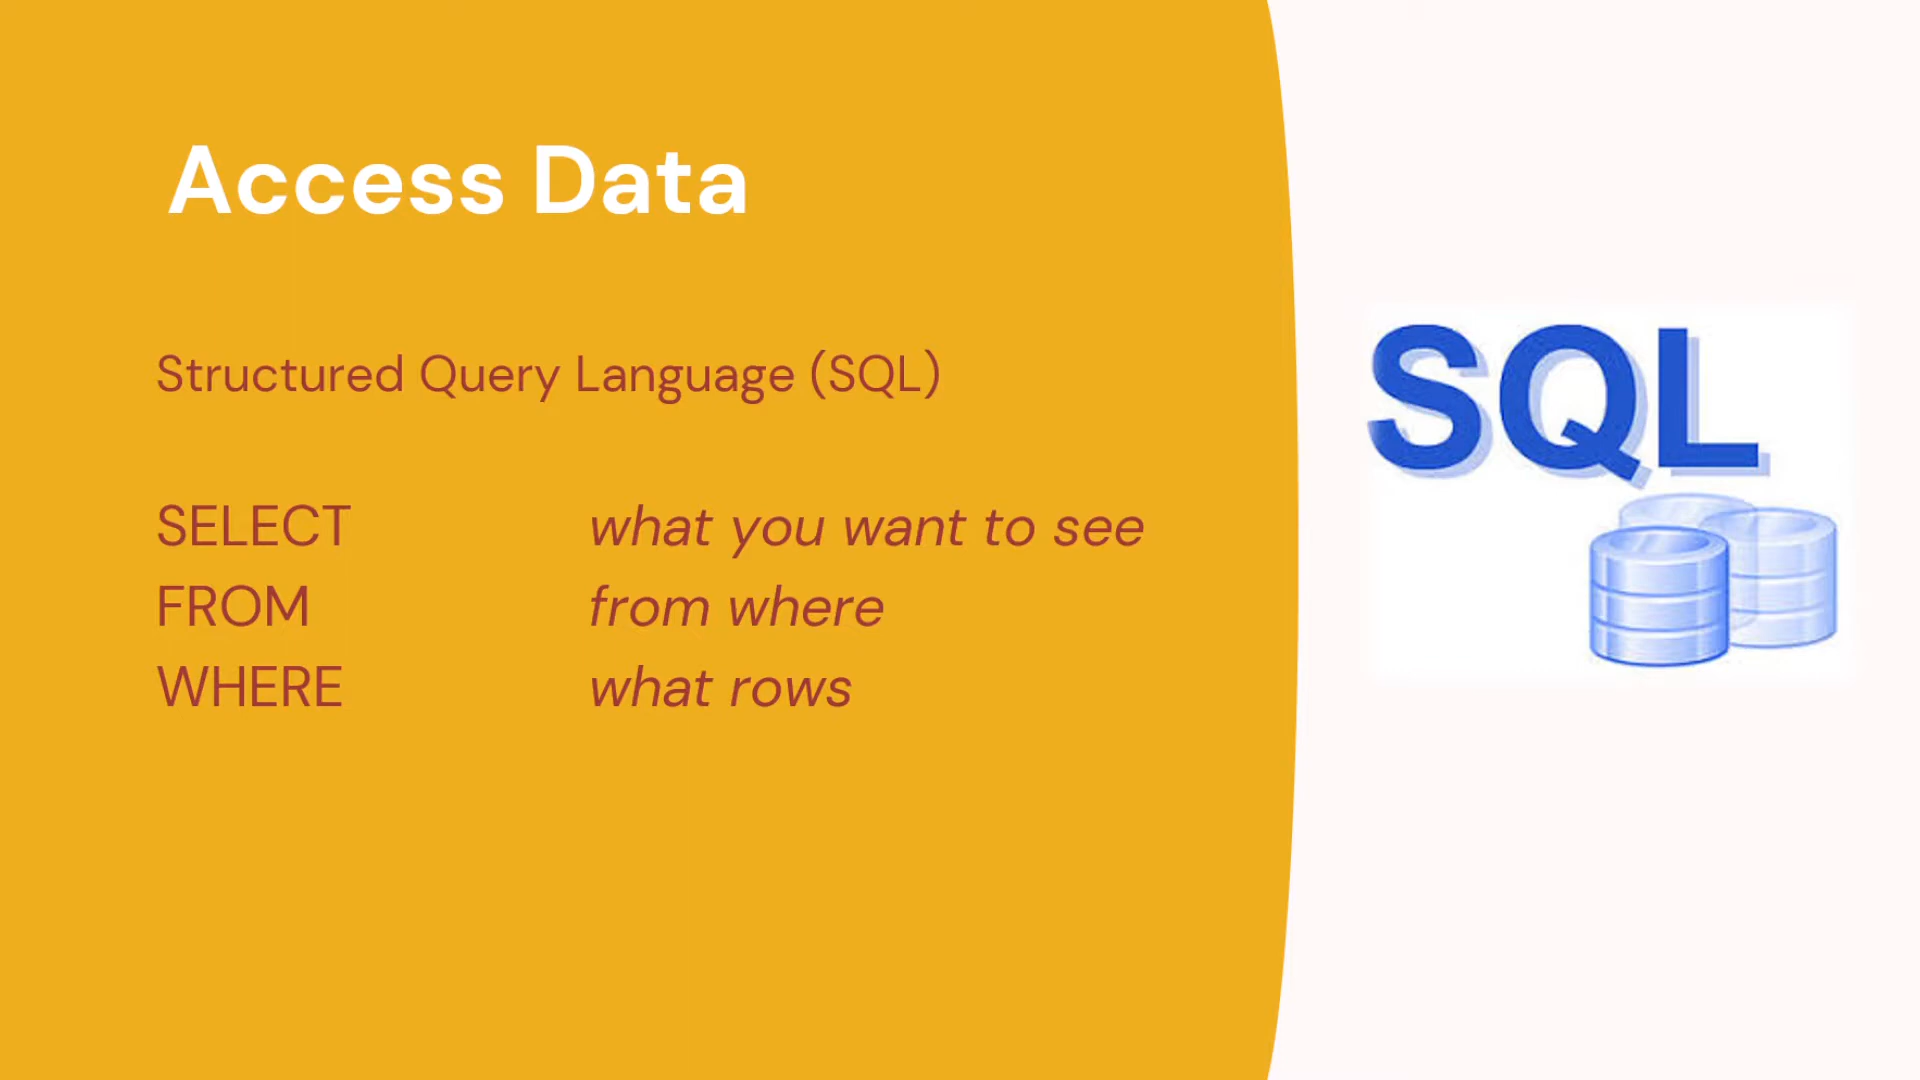 Access Data
Structured Query Language (SQL)
SELECT what you want to see
FROM from where
WHERE what rows
SQL